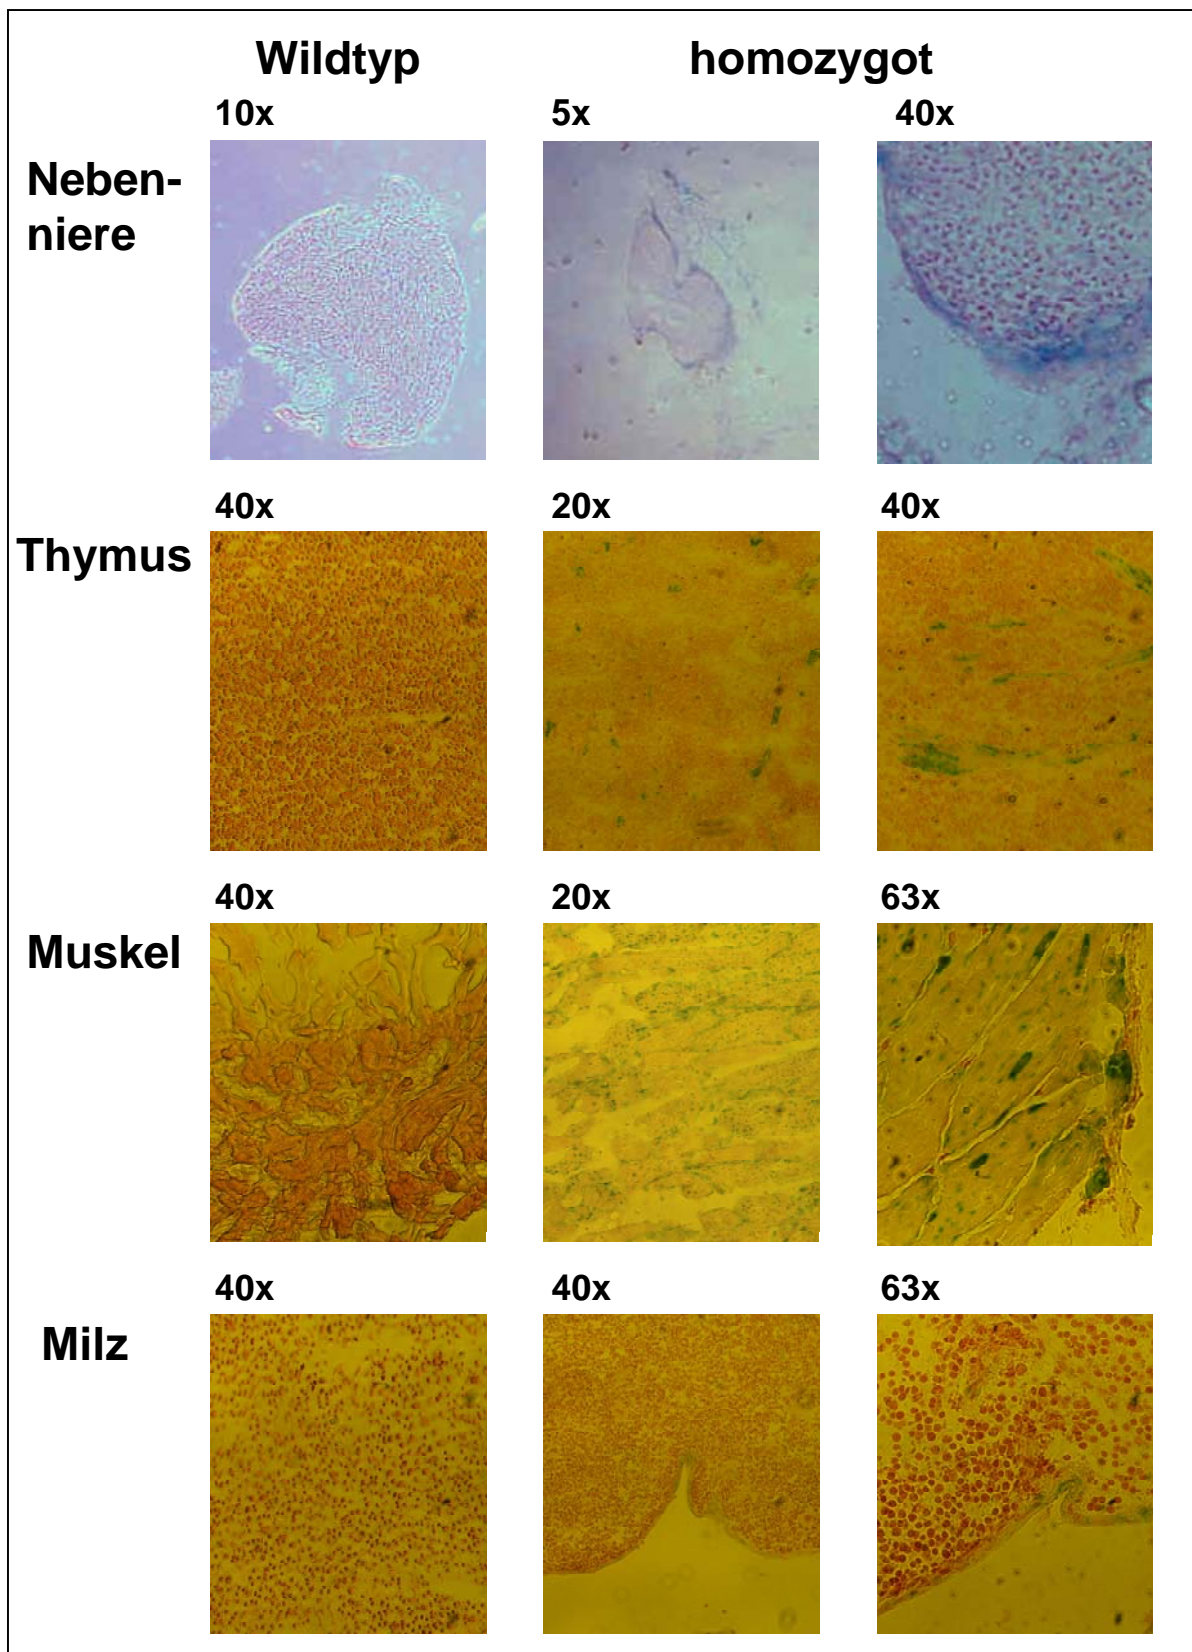 Wildtyp homozygot
10x 5x 40x
Neben-
niere
40x 20x 40x
Thymus
40x 20x 63x
Muskel
40x 40x 63x
Milz